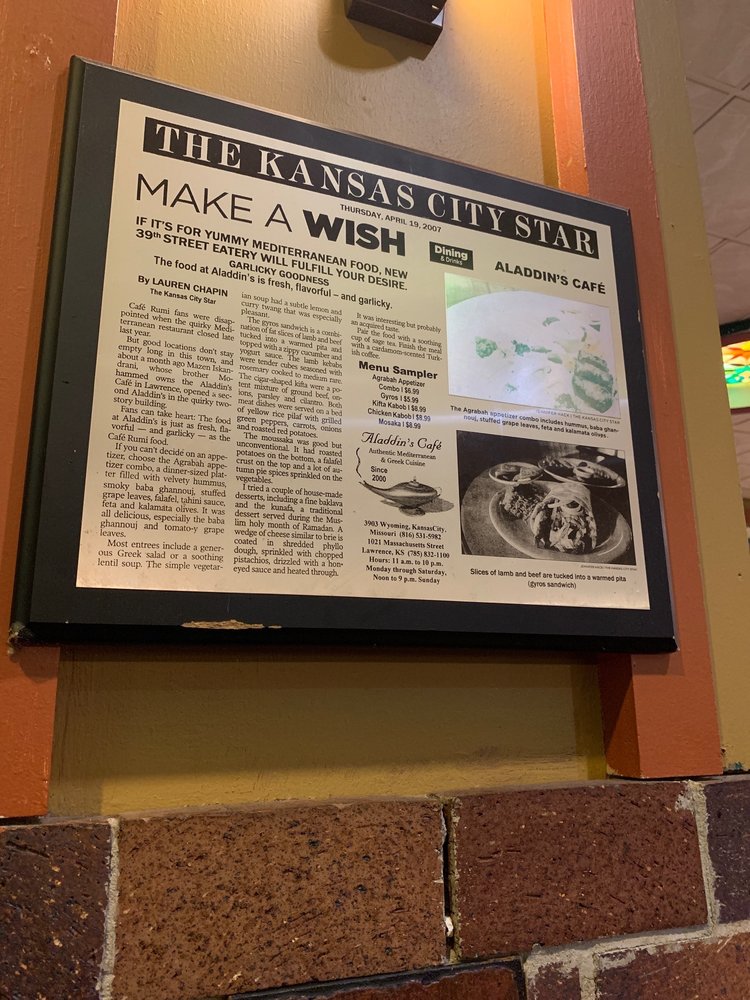 THE KANSAS CITY STAR
THURSDAY, APRIL 19, 2007
MAKE A WISH
IF IT'S FOR YUMMY MEDITERRANEAN FOOD, NEW
39th STREET EATERY WILL FULFILL YOUR DESIRE.
GARLICKY GOODNESS
The food at Aladdin's is fresh, flavorful – and garlicky.
Dining
& Drinks
ALADDIN'S CAFÉ
By LAUREN CHAPIN
The Kansas City Star
Café Rumi fans were disap-
pointed when the quirky Medi-
terranean restaurant closed late
last year.
But good locations don't stay
empty long in this town, and
about a month ago Mazen Iskan-
drani, whose brother Mo-
hammed owns the Aladdin's
Café in Lawrence, opened a sec-
ond Aladdin's in the quirky two-
story building.
Fans can take heart: The food
at Aladdin's is just as fresh, fla-
vorful — and garlicky — as the
Café Rumi food.
If you can't decide on an appe-
tizer, choose the Agrabah appe-
tizer combo, a dinner-sized plat-
ter filled with velvety hummus,
smoky baba ghannouj, stuffed
grape leaves, falafel, tahini sauce,
feta and kalamata olives. It was
all delicious, especially the baba
ghannouj and tomato-y grape
leaves.
Most entrees include a gener-
ous Greek salad or a soothing
lentil soup. The simple vegetar-
ian soup had a subtle lemon and
curry twang that was especially
pleasant.
The gyros sandwich is a combi-
nation of fat slices of lamb and beef
tucked into a warmed pita and
topped with a zippy cucumber and
yogurt sauce. The lamb kebabs
were tender cubes seasoned with
rosemary cooked to medium rare.
The cigar-shaped kifta were a po-
tent mixture of ground beef, on-
ions, parsley and cilantro. Both
meat dishes were served on a bed
of yellow rice pilaf with grilled
green peppers, carrots, onions
and roasted red potatoes.
The moussaka was good but
unconventional. It had roasted
potatoes on the bottom, a falafel
crust on the top and a lot of au-
tumn pie spices sprinkled on the
vegetables.
I tried a couple of house-made
desserts, including a fine baklava
and the kunafa, a traditional
dessert served during the Mus-
lim holy month of Ramadan. A
wedge of cheese similar to brie is
coated in shredded phyllo
dough, sprinkled with chopped
pistachios, drizzled with a hon-
eyed sauce and heated through.
It was interesting but probably
an acquired taste.
Pair the food with a soothing
cup of sage tea. Finish the meal
with a cardamom-scented Turk-
ish coffee.
Menu Sampler
Agrabah Appetizer
Combo | $6.99
Gyros | $5.99
Kifta Kabob | $8.99
Chicken Kabob | $8.99
Mosaka | $8.99
Aladdin's Café
Authentic Mediterranean
& Greek Cuisine
Since
2000
3903 Wyoming, KansasCity,
Missouri (816) 531-5982
1021 Massachusetts Street
Lawrence, KS (785) 832-1100
Hours: 11 a.m. to 10 p.m.
Monday through Saturday,
Noon to 9 p.m. Sunday
JENNIFER HACK | THE KANSAS CITY STAR
The Agrabah appetizer combo includes hummus, baba ghan-
nouj, stuffed grape leaves, feta and kalamata olives.
JENNIFER HACK | THE KANSAS CITY STAR
Slices of lamb and beef are tucked into a warmed pita
(gyros sandwich)